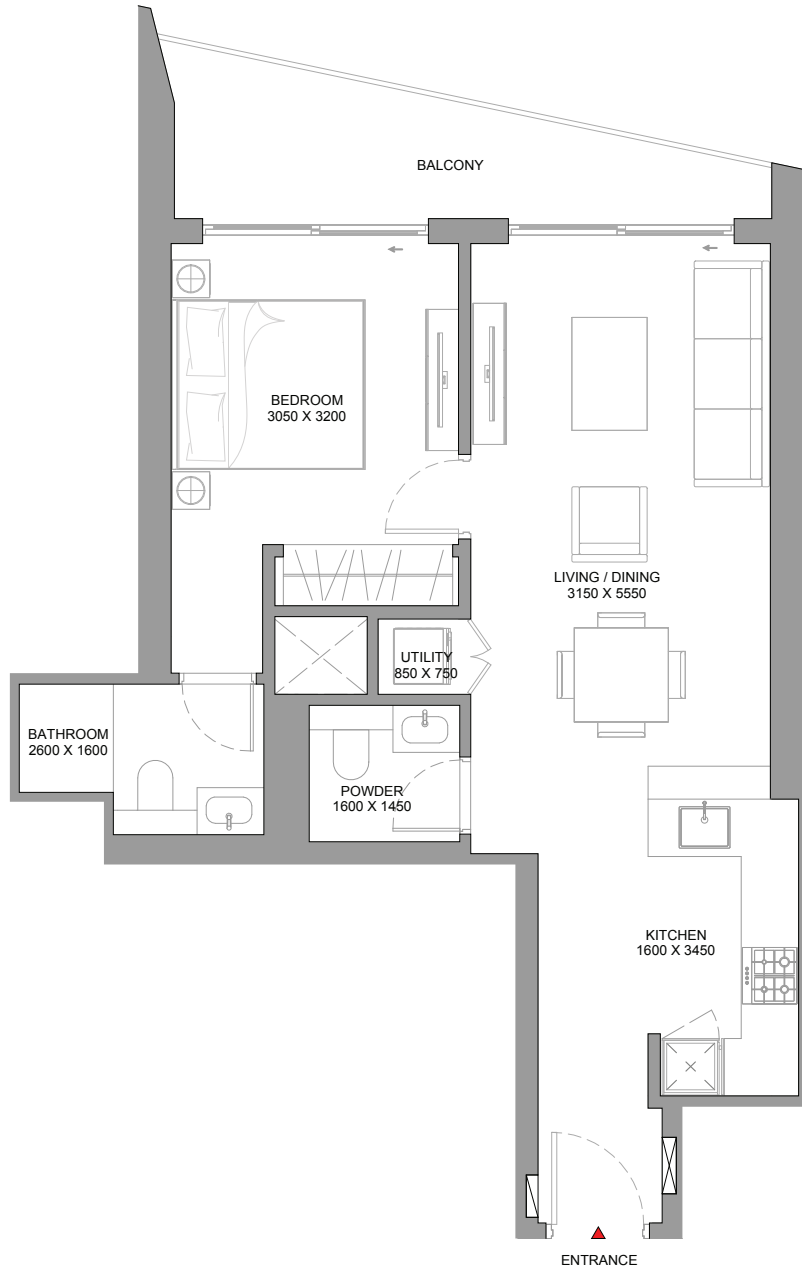 BALCONY
BEDROOM
3050 X 3200
LIVING / DINING
3150 X 5550
UTILITY
850 X 750
BATHROOM
2600 X 1600
POWDER
1600 X 1450
KITCHEN
1600 X 3450
ENTRANCE